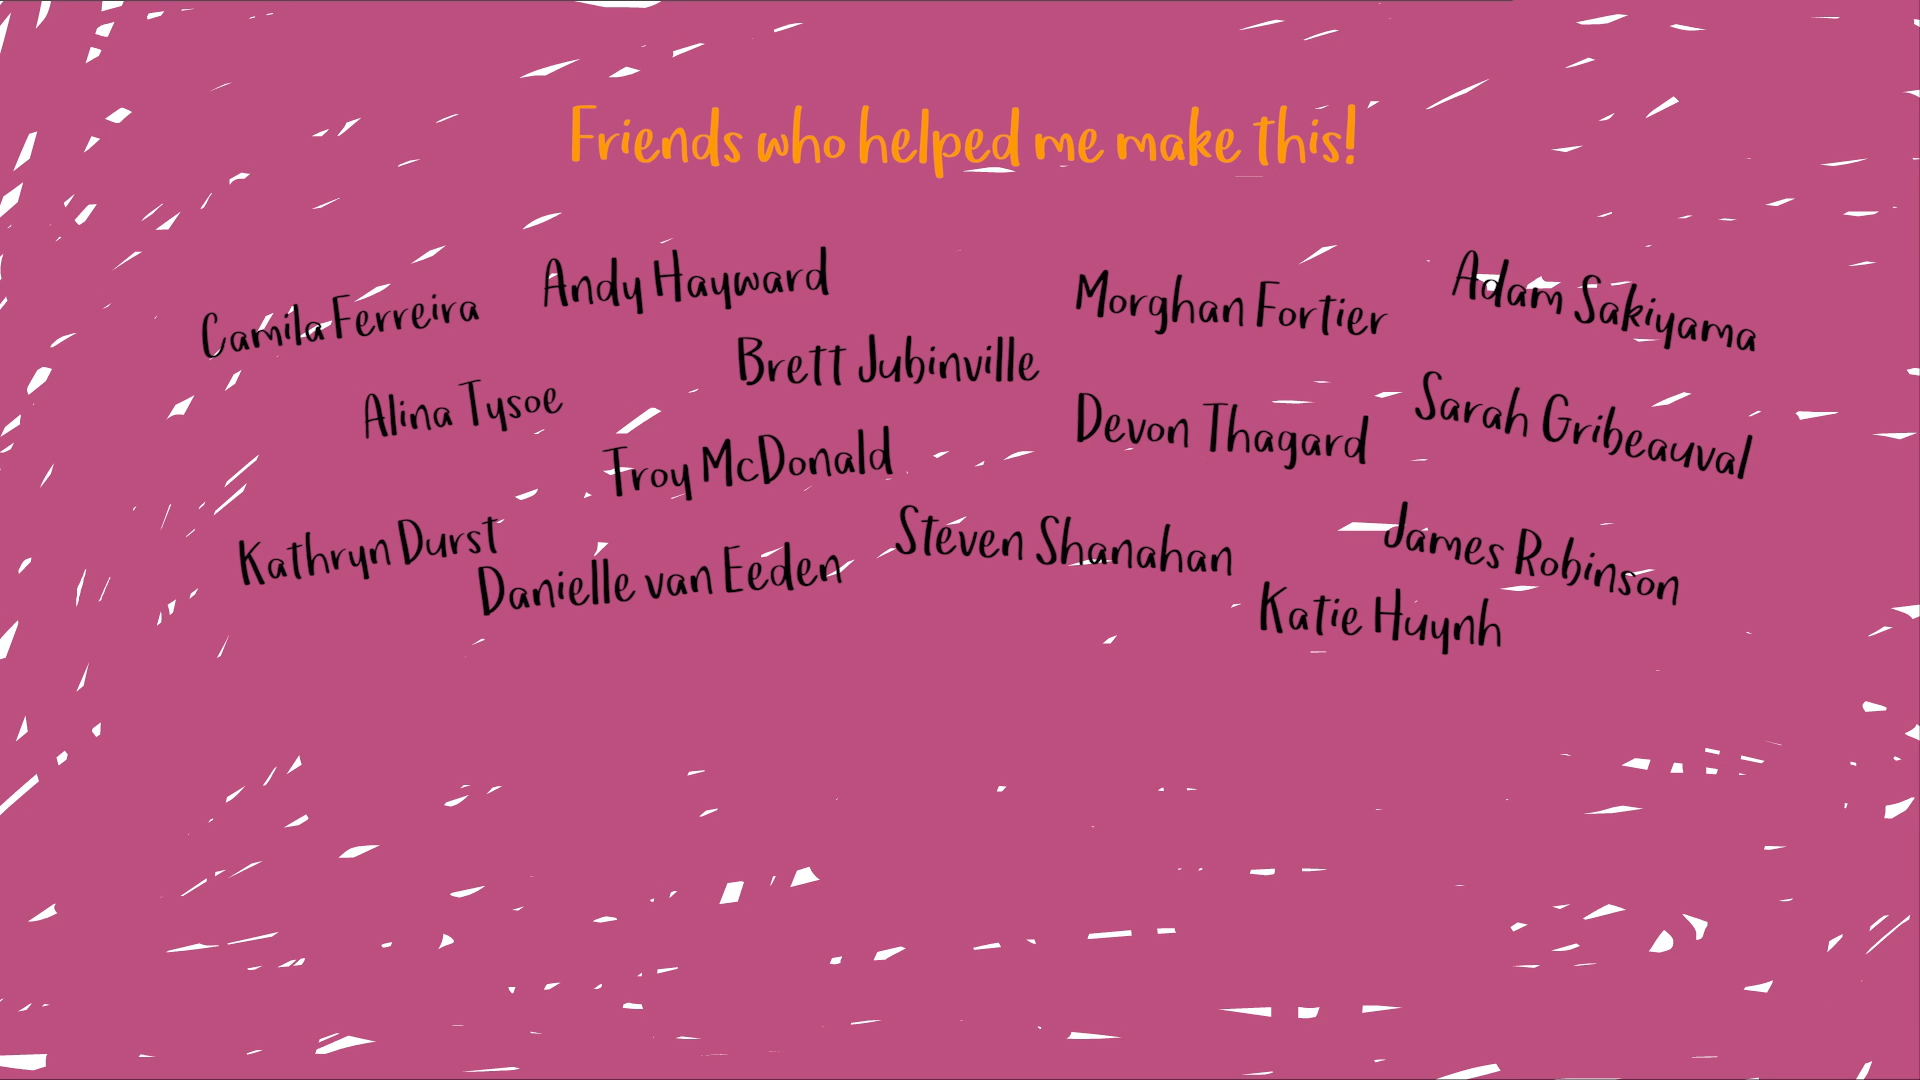 Friends who helped me make this!
Camila Ferreira
Andy Hayward
Morghan Fortier
Adam Sakiyama
Brett Jubinville
Alina Tysoe
Devon Thagard
Sarah Gribeauval
Troy McDonald
Kathryn Durst
Steven Shanahan
James Robinson
Danielle van Eeden
Katie Huynh